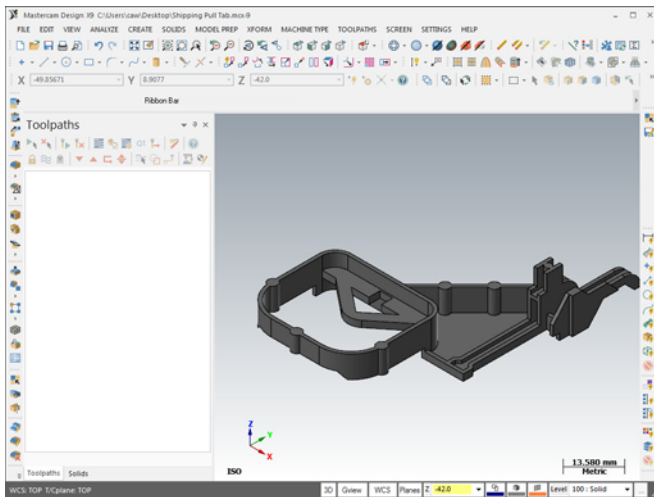 Mastercam Design X9 C:\Users\caw\Desktop\Shipping Pull Tab.mcx-9
FILE EDIT VIEW ANALYZE CREATE SOLIDS MODEL PREP XFORM MACHINE TYPE TOOLPATHS SCREEN SETTINGS HELP
X -49.85671 Y 8.9077 Z -42.0
Ribbon Bar
Toolpaths
G1
Z
Y
X
ISO
13.580 mm
Metric
Toolpaths Solids
WCS: TOP T/Cplane: TOP 3D Gview WCS Planes Z -42.0 Level 100 : Solid